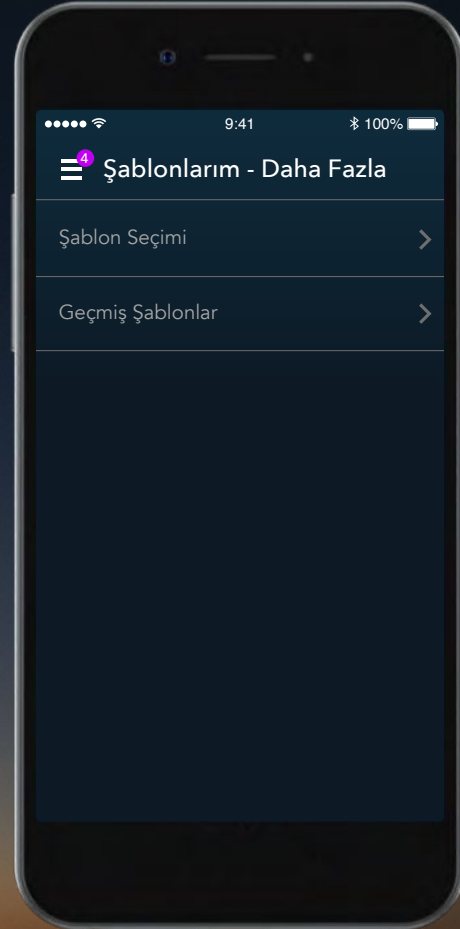 9:41
100%
4
Şablonlarım - Daha Fazla
Şablon Seçimi
Geçmiş Şablonlar